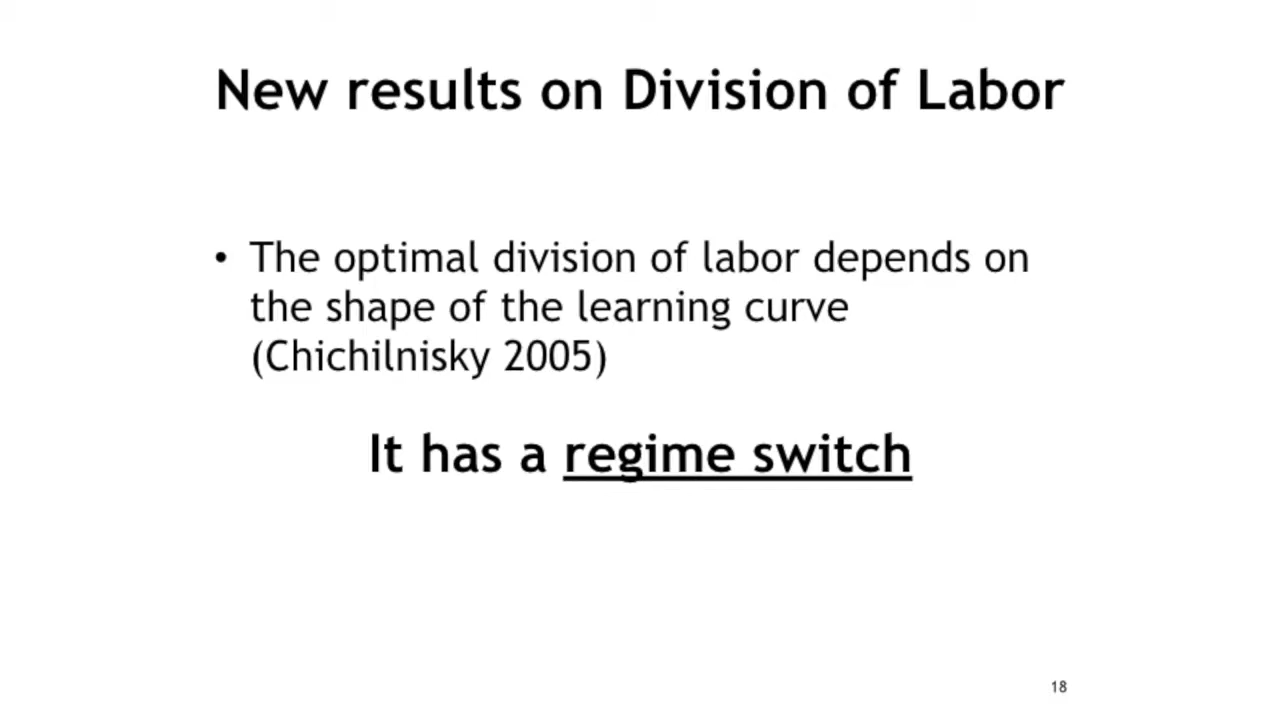 New results on Division of Labor
• The optimal division of labor depends on
the shape of the learning curve
(Chichilnisky 2005)
It has a regime switch
18